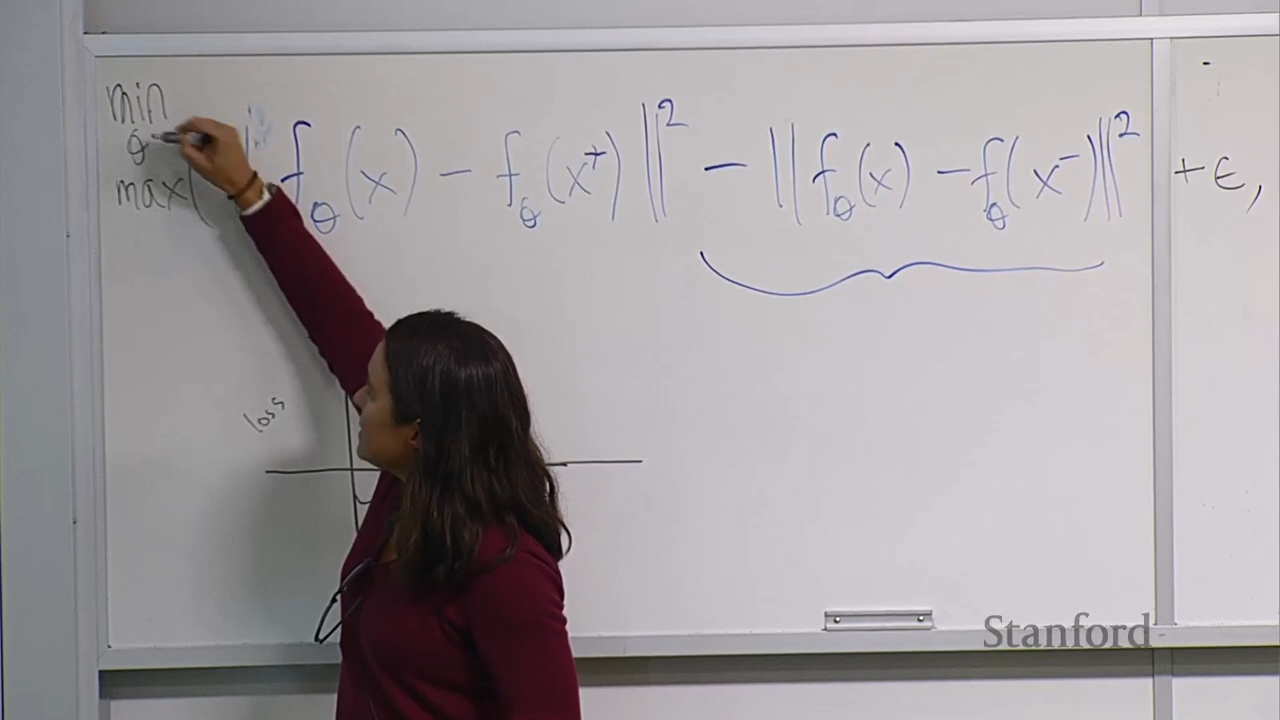 min
θ
max( || f_θ(x) - f_θ(x⁺) ||² - || f_θ(x) - f_θ(x⁻) ||² + ε,
loss
Stanford